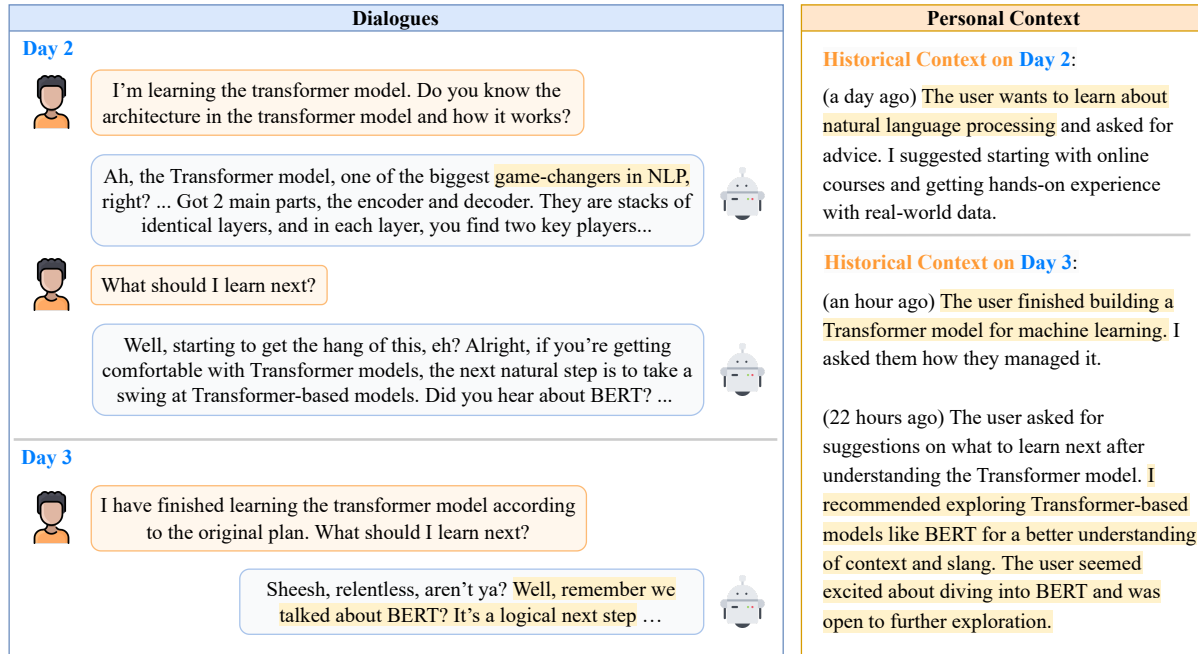 Dialogues
Day 2
I'm learning the transformer model. Do you know the
architecture in the transformer model and how it works?
Ah, the Transformer model, one of the biggest game-changers in NLP,
right? ... Got 2 main parts, the encoder and decoder. They are stacks of
identical layers, and in each layer, you find two key players...
What should I learn next?
Well, starting to get the hang of this, eh? Alright, if you're getting
comfortable with Transformer models, the next natural step is to take a
swing at Transformer-based models. Did you hear about BERT? ...
Day 3
I have finished learning the transformer model according
to the original plan. What should I learn next?
Sheesh, relentless, aren't ya? Well, remember we
talked about BERT? It's a logical next step …
Personal Context
Historical Context on Day 2:
(a day ago) The user wants to learn about
natural language processing and asked for
advice. I suggested starting with online
courses and getting hands-on experience
with real-world data.
Historical Context on Day 3:
(an hour ago) The user finished building a
Transformer model for machine learning. I
asked them how they managed it.
(22 hours ago) The user asked for
suggestions on what to learn next after
understanding the Transformer model. I
recommended exploring Transformer-based
models like BERT for a better understanding
of context and slang. The user seemed
excited about diving into BERT and was
open to further exploration.